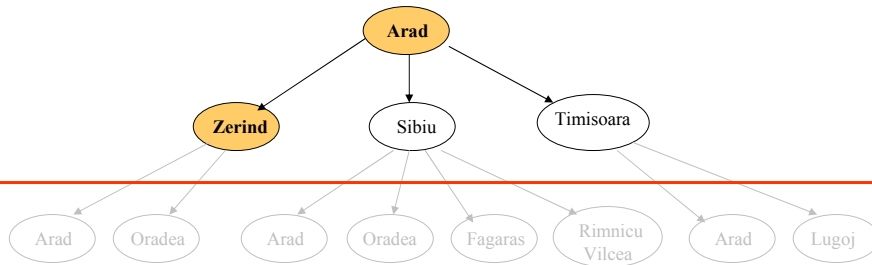 Arad
Zerind
Sibiu
Timisoara
Arad
Oradea
Arad
Oradea
Fagaras
Rimnicu
Vilcea
Arad
Lugoj